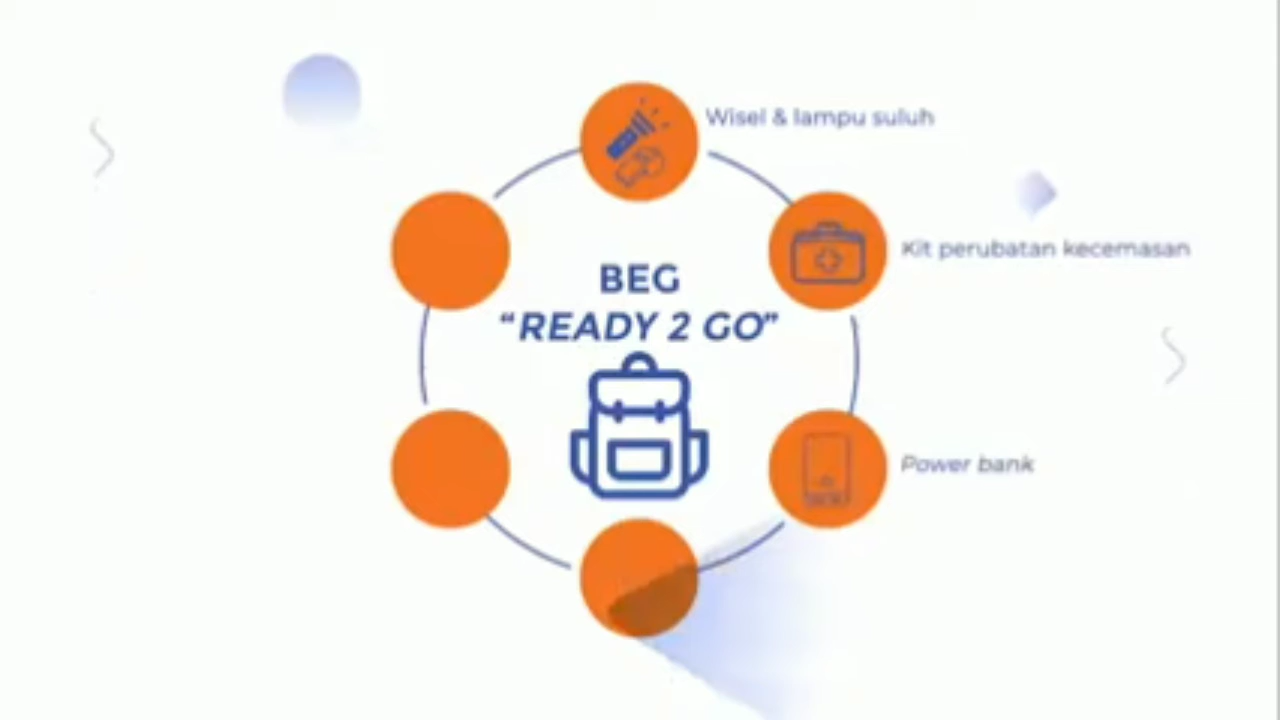 Wisel & lampu suluh
Kit perubatan kecemasan
BEG
“READY 2 GO”
Power bank